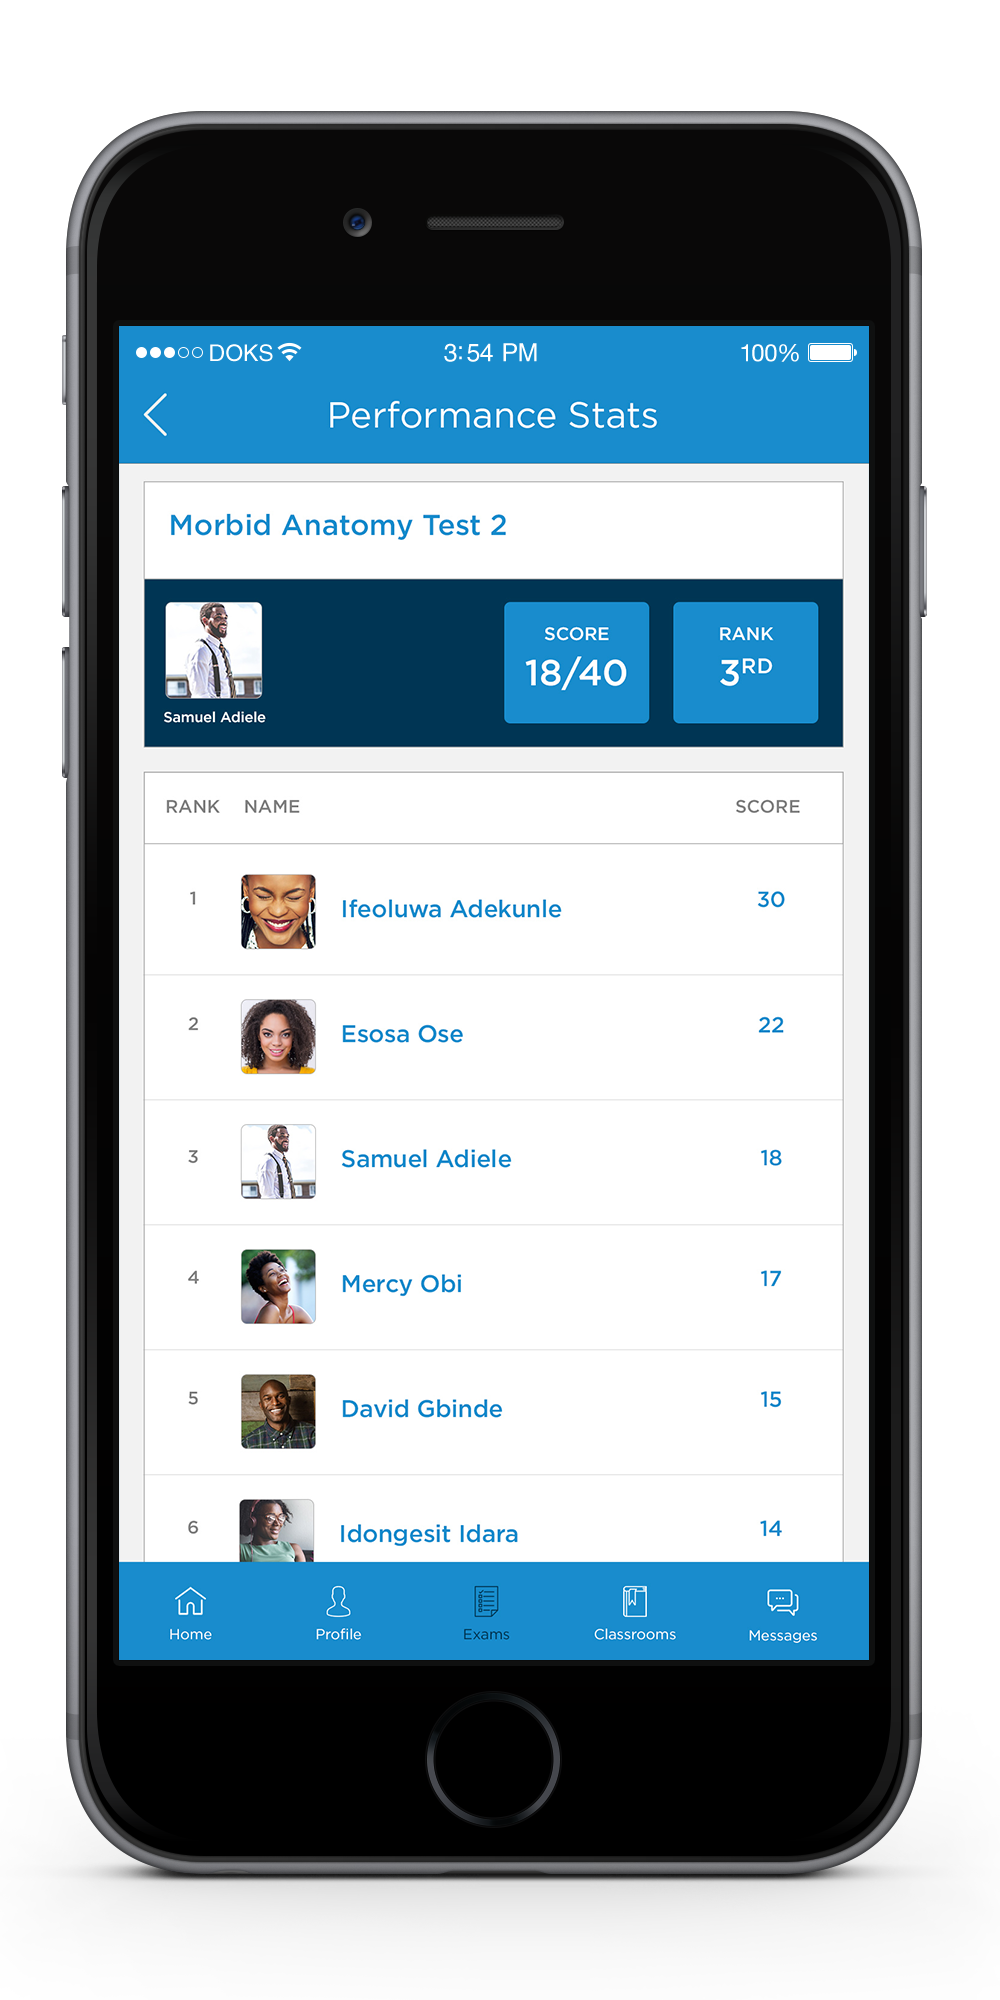 DOKS 3:54 PM 100%
Performance Stats
Morbid Anatomy Test 2
Samuel Adiele
SCORE
18/40
RANK
3RD
RANK NAME SCORE
1 Ifeoluwa Adekunle 30
2 Esosa Ose 22
3 Samuel Adiele 18
4 Mercy Obi 17
5 David Gbinde 15
6 Idongesit Idara 14
Home Profile Exams Classrooms Messages